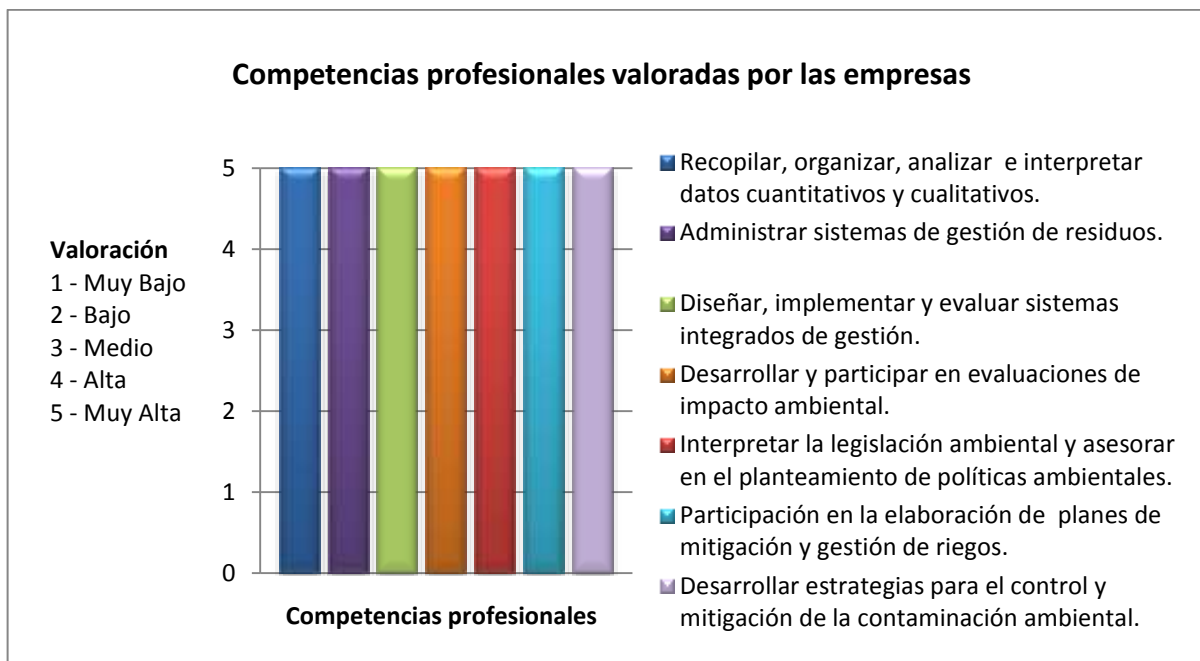 Competencias profesionales valoradas por las empresas
Valoración
1 - Muy Bajo
2 - Bajo
3 - Medio
4 - Alta
5 - Muy Alta
5
4
3
2
1
0
Competencias profesionales
Recopilar, organizar, analizar e interpretar
datos cuantitativos y cualitativos.
Administrar sistemas de gestión de residuos.
Diseñar, implementar y evaluar sistemas
integrados de gestión.
Desarrollar y participar en evaluaciones de
impacto ambiental.
Interpretar la legislación ambiental y asesorar
en el planteamiento de políticas ambientales.
Participación en la elaboración de planes de
mitigación y gestión de riegos.
Desarrollar estrategias para el control y
mitigación de la contaminación ambiental.